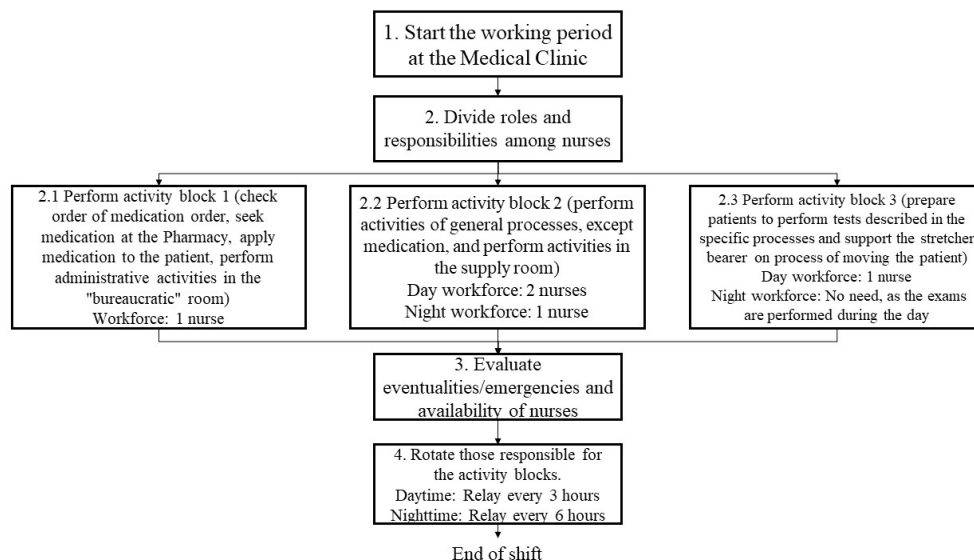 1. Start the working period
at the Medical Clinic
2. Divide roles and
responsibilities among nurses
2.1 Perform activity block 1 (check
order of medication order, seek
medication at the Pharmacy, apply
medication to the patient, perform
administrative activities in the
"bureaucratic" room)
Workforce: 1 nurse
2.2 Perform activity block 2 (perform
activities of general processes, except
medication, and perform activities in
the supply room)
Day workforce: 2 nurses
Night workforce: 1 nurse
2.3 Perform activity block 3 (prepare
patients to perform tests described in the
specific processes and support the stretcher
bearer on process of moving the patient)
Day workforce: 1 nurse
Night workforce: No need, as the exams
are performed during the day
3. Evaluate
eventualities/emergencies and
availability of nurses
4. Rotate those responsible for
the activity blocks.
Daytime: Relay every 3 hours
Nighttime: Relay every 6 hours
End of shift